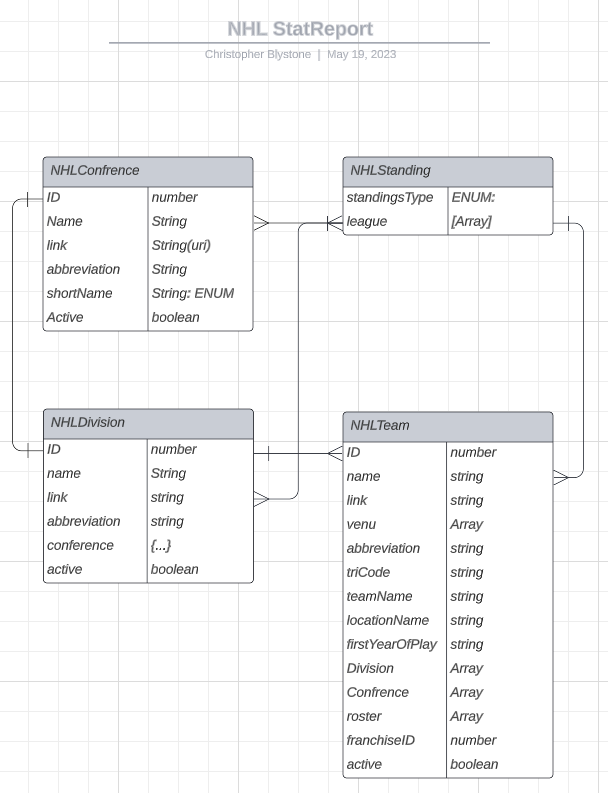 NHL StatReport
Christopher Blystone | May 19, 2023
NHLConfrence
ID number
Name String
link String(uri)
abbreviation String
shortName String: ENUM
Active boolean
NHLStanding
standingsType ENUM:
league [Array]
NHLDivision
ID number
name String
link string
abbreviation string
conference {...}
active boolean
NHLTeam
ID number
name string
link string
venu Array
abbreviation string
triCode string
teamName string
locationName string
firstYearOfPlay string
Division Array
Confrence Array
roster Array
franchiseID number
active boolean